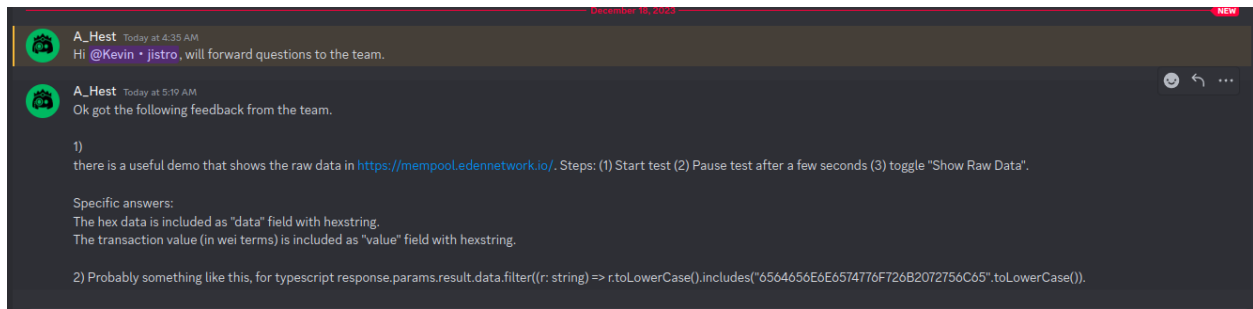 December 18, 2023
NEW
A_Hest Today at 4:35 AM
Hi @Kevin • jistro, will forward questions to the team.
A_Hest Today at 5:19 AM
Ok got the following feedback from the team.
1)
there is a useful demo that shows the raw data in https://mempool.edennetwork.io/. Steps: (1) Start test (2) Pause test after a few seconds (3) toggle "Show Raw Data".
Specific answers:
The hex data is included as "data" field with hexstring.
The transaction value (in wei terms) is included as "value" field with hexstring.
2) Probably something like this, for typescript response.params.result.data.filter((r: string) => r.toLowerCase().includes("6564656E6E6574776F726B2072756C65".toLowerCase()).